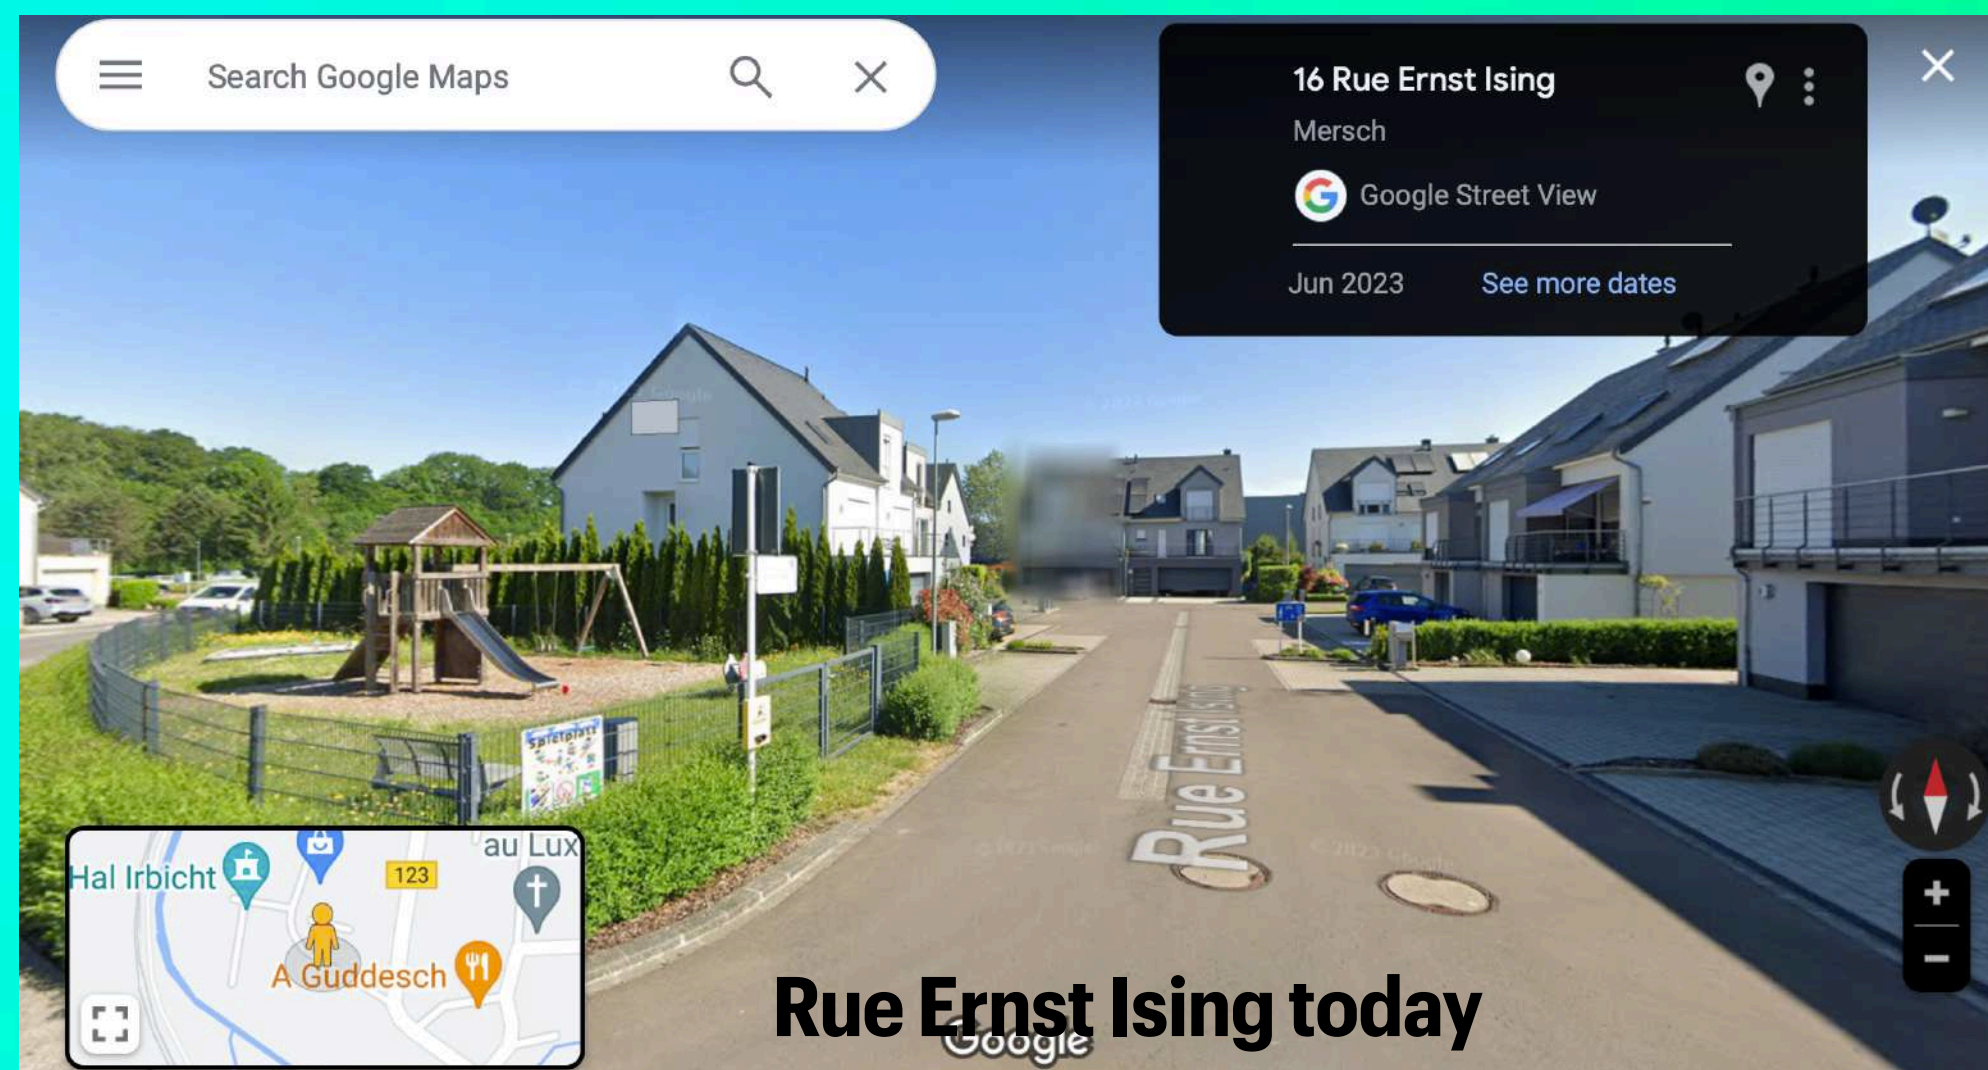 Search Google Maps
16 Rue Ernst Ising
Mersch
Google Street View
Jun 2023
See more dates
Spielplatz
Rue Ernst Ising
Hal Irbicht
123
au Lux
A Guddesch
Rue Ernst Ising today
Google